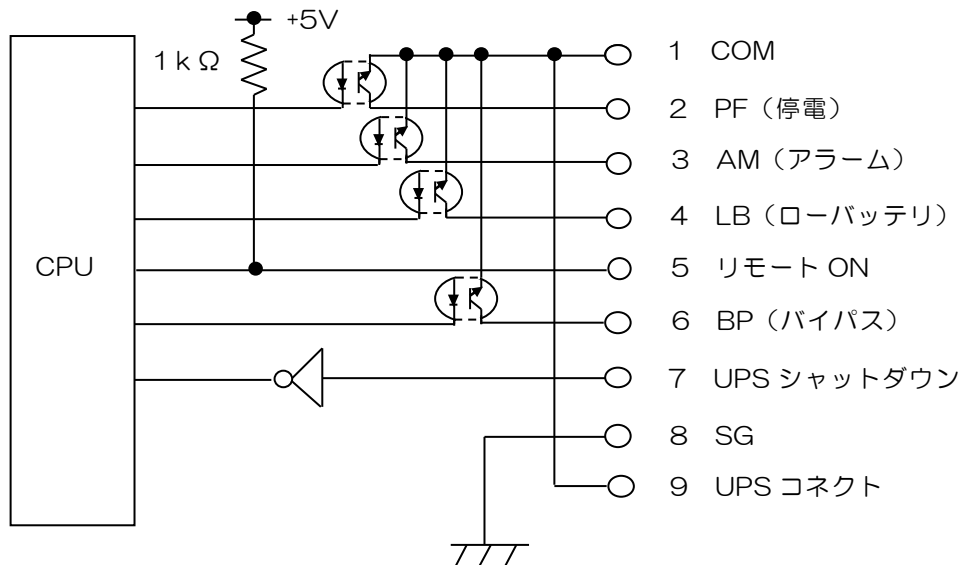 +5V
1kΩ
1 COM
2 PF（停電）
3 AM（アラーム）
4 LB（ローバッテリ）
CPU
5 リモート ON
6 BP（バイパス）
7 UPS シャットダウン
8 SG
9 UPS コネクト